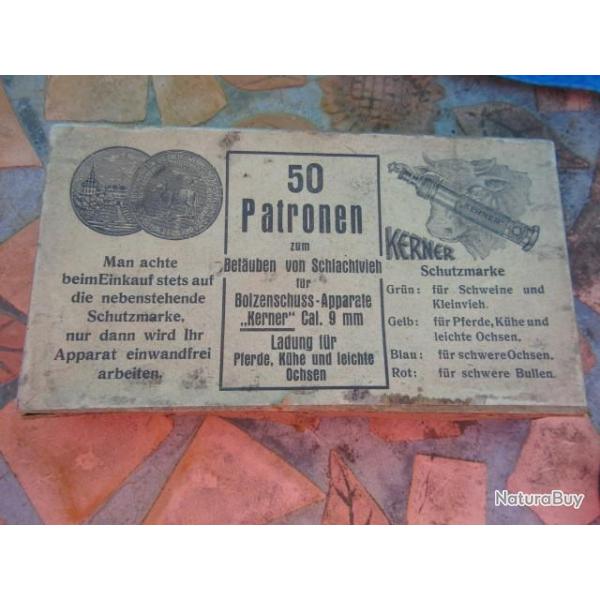 Man achte
beim Einkauf stets auf
die nebenstehende
Schutzmarke,
nur dann wird Ihr
Apparat einwandfrei
arbeiten.
50
Patronen
zum
Betäuben von Schlachtvieh
für
Bolzenschuss-Apparate
„Kerner" Cal. 9 mm
Ladung für
Pferde, Kühe und leichte
Ochsen
KERNER
KERNER
Schutzmarke
Grün: für Schweine und
Kleinvieh.
Gelb: für Pferde, Kühe und
leichte Ochsen.
Blau: für schwere Ochsen.
Rot: für schwere Bullen.
NaturaBuy